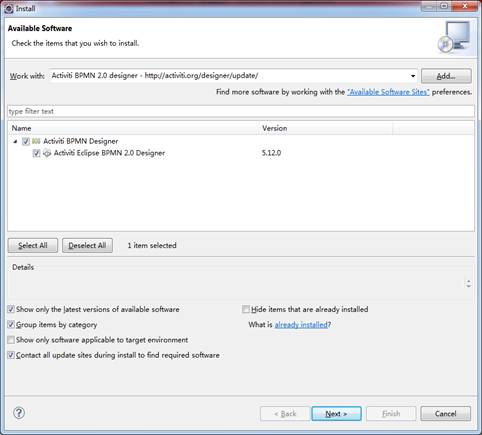 Install
Available Software
Check the items that you wish to install.
Work with: Activiti BPMN 2.0 designer - http://activiti.org/designer/update/ Add...
Find more software by working with the "Available Software Sites" preferences.
type filter text
Name Version
Activiti BPMN Designer
Activiti Eclipse BPMN 2.0 Designer 5.12.0
Select All Deselect All 1 item selected
Details
Show only the latest versions of available software Hide items that are already installed
Group items by category What is already installed?
Show only software applicable to target environment
Contact all update sites during install to find required software
? < Back Next > Finish Cancel